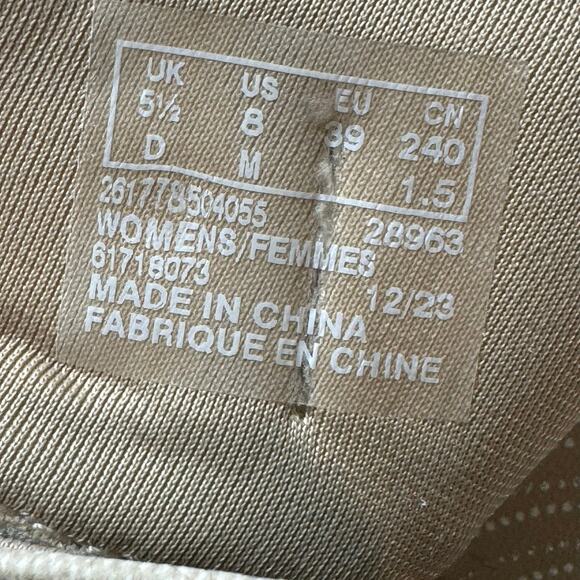 UK US EU CN
5½ 8 39 240
D M 1.5
261778504055 28963
WOMENS/FEMMES
61718073 12/23
MADE IN CHINA
FABRIQUE EN CHINE